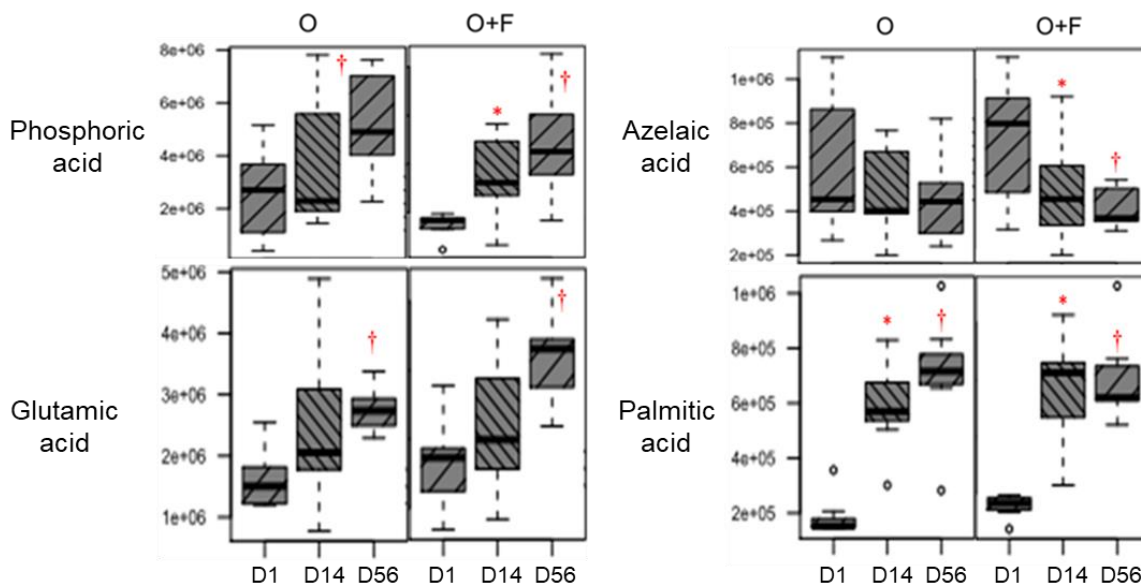 O O+F
8e+06
6e+06
4e+06
2e+06
Phosphoric
acid
†
*
†
5e+06
4e+06
3e+06
2e+06
1e+06
Glutamic
acid
†
†
D1 D14 D56 D1 D14 D56
O O+F
1e+06
8e+05
6e+05
4e+05
2e+05
Azelaic
acid
*
†
1e+06
8e+05
6e+05
4e+05
2e+05
Palmitic
acid
*
†
*
†
D1 D14 D56 D1 D14 D56